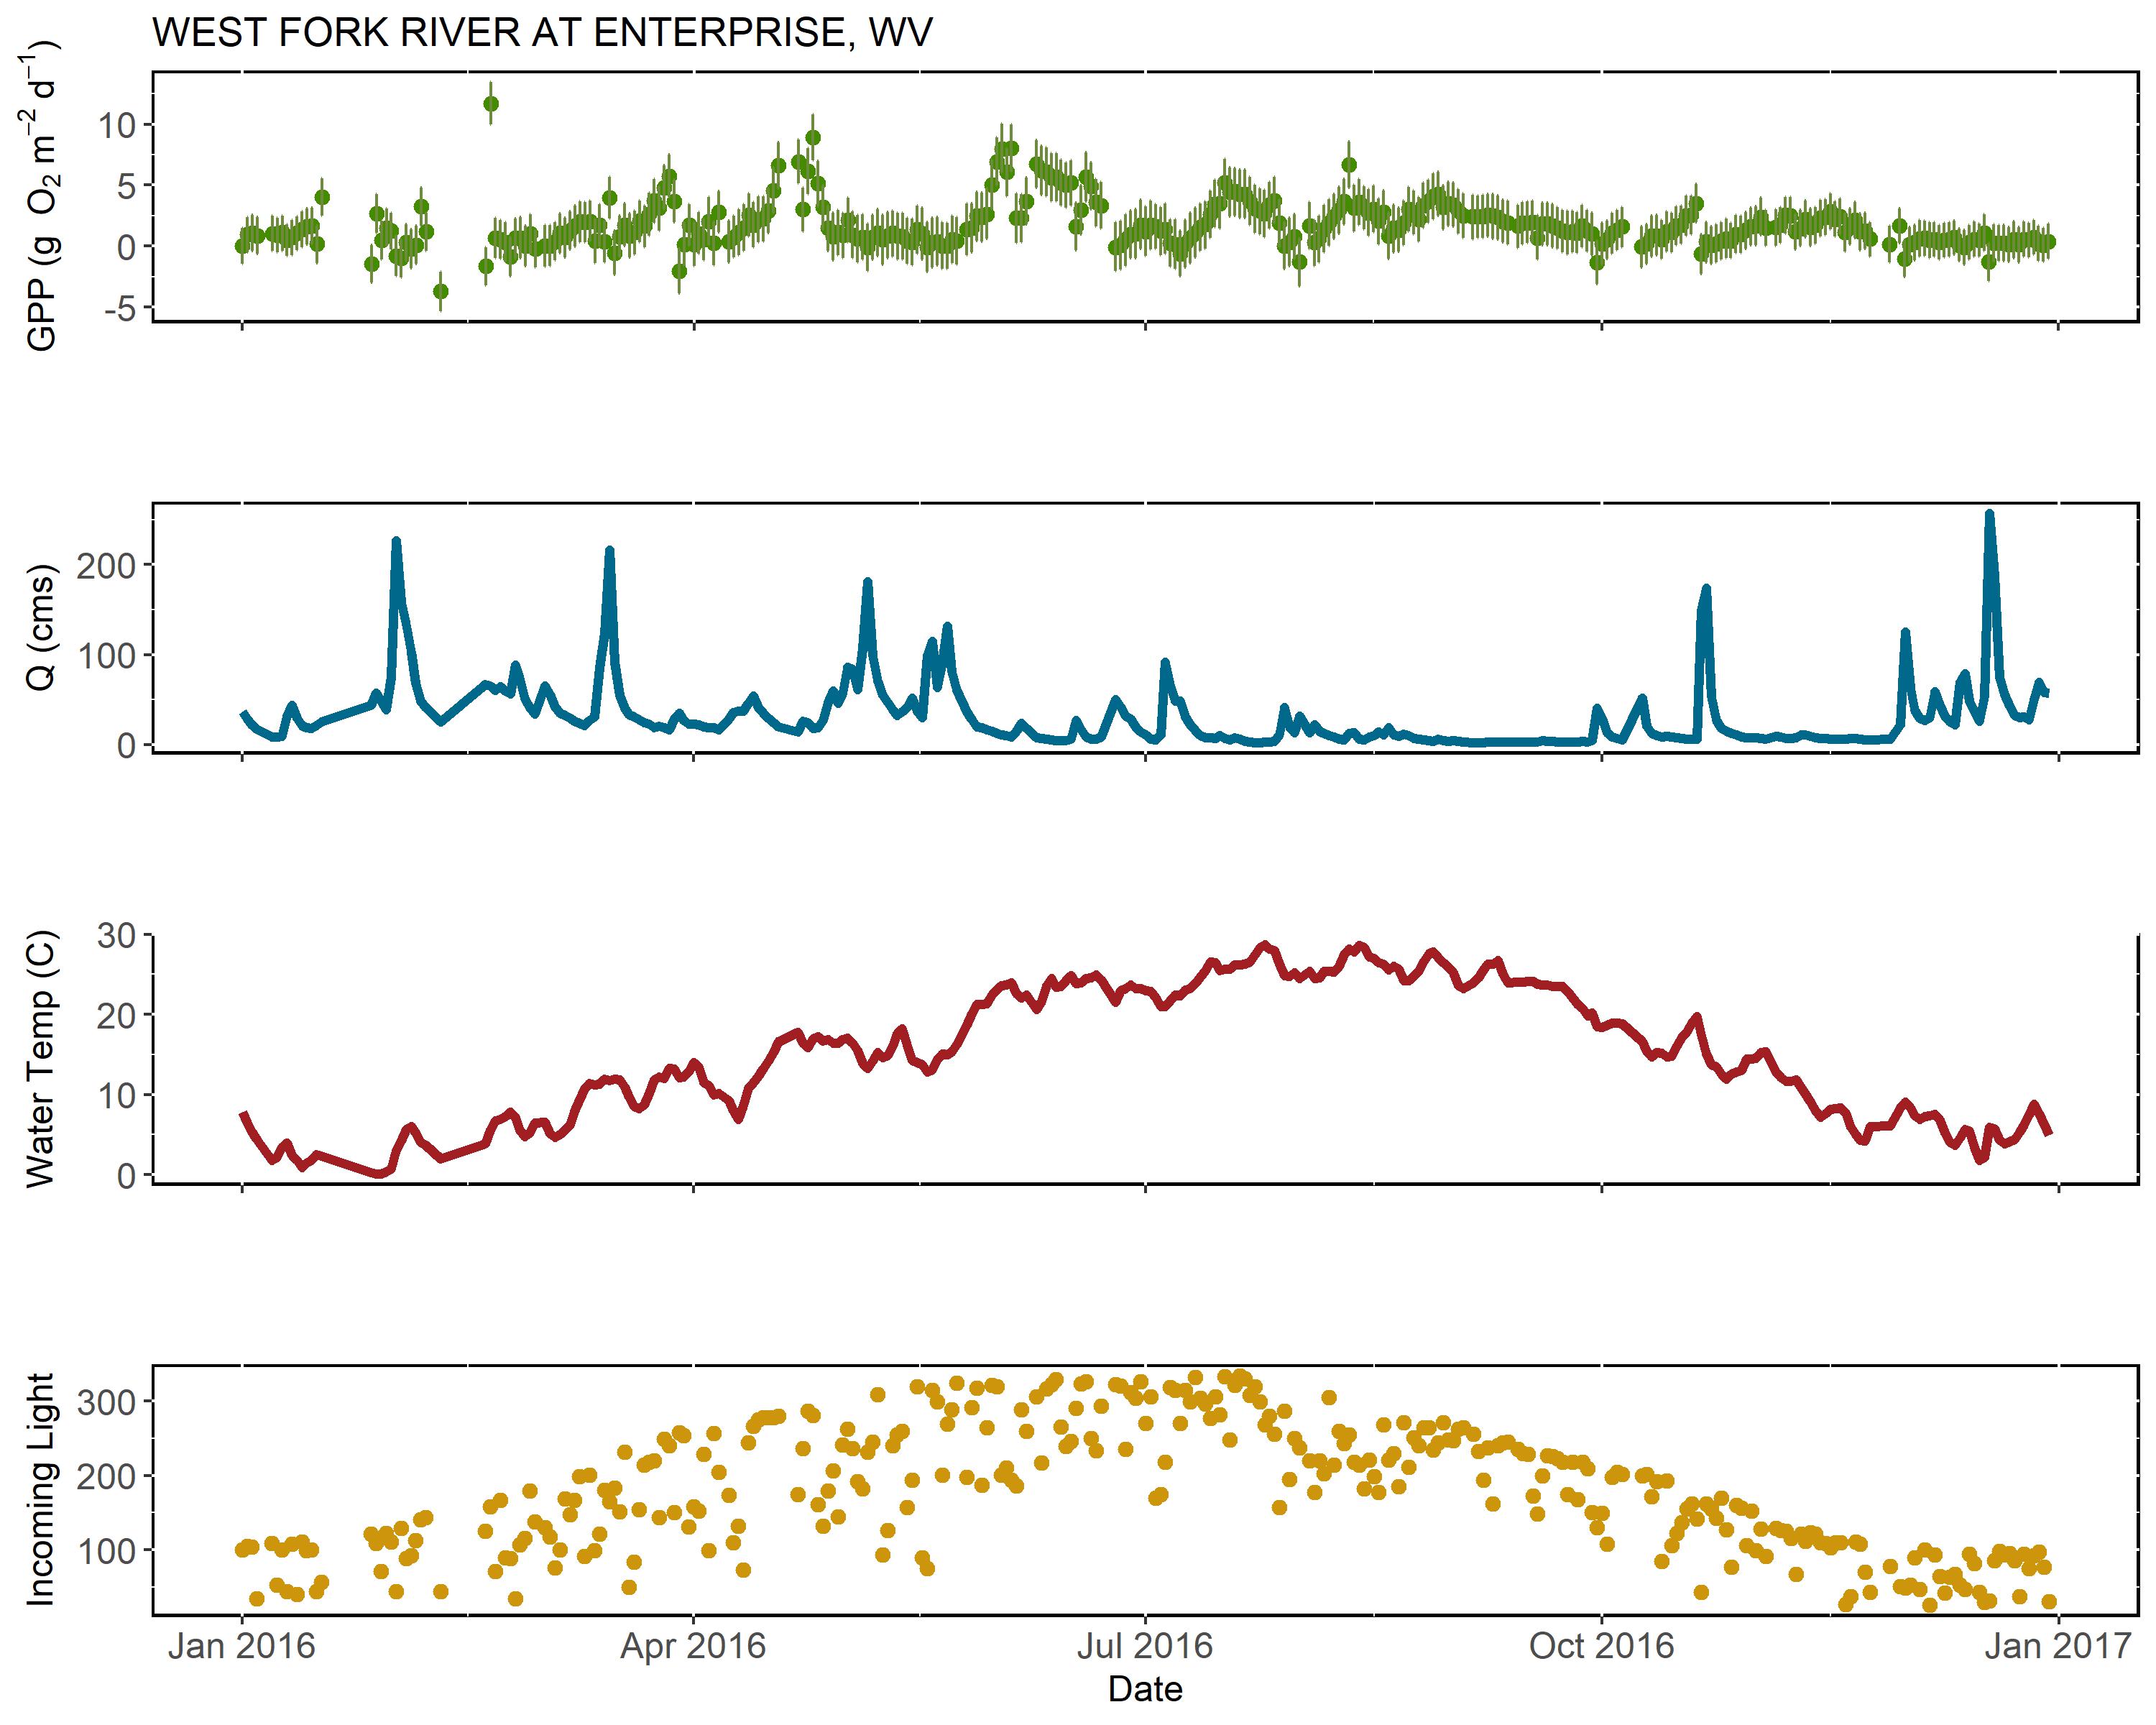 WEST FORK RIVER AT ENTERPRISE, WV
GPP (g O₂ m⁻² d⁻¹)
10
5
0
-5
Q (cms)
200
100
0
Water Temp (C)
30
20
10
0
Incoming Light
300
200
100
Jan 2016 Apr 2016 Jul 2016 Oct 2016 Jan 2017
Date